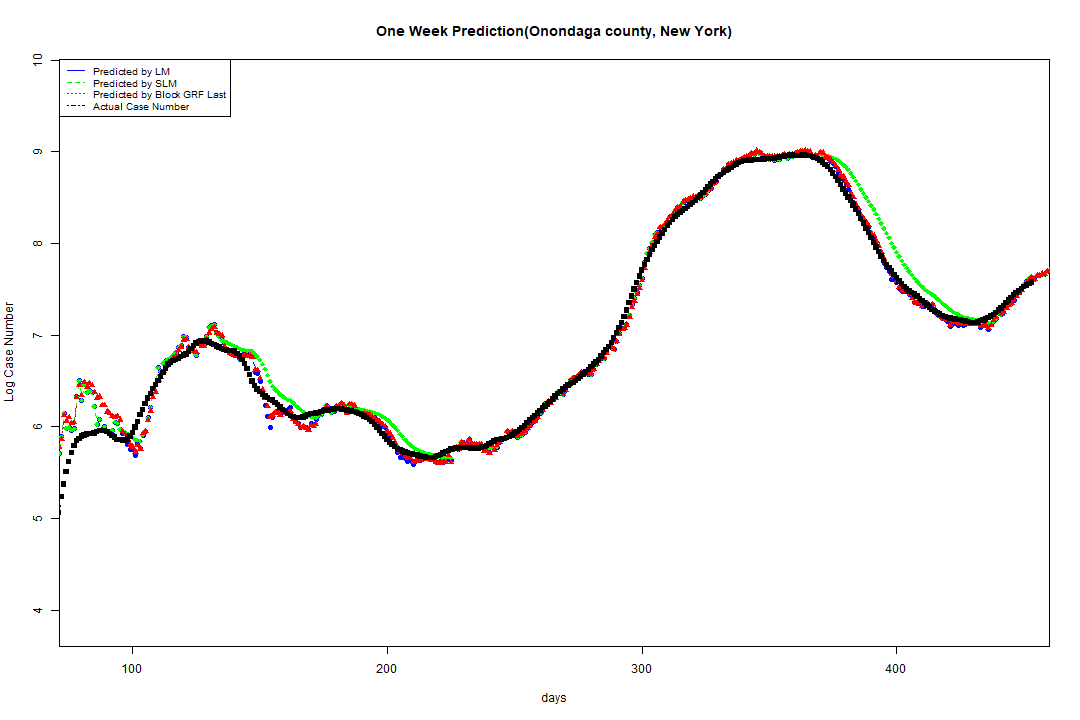 One Week Prediction(Onondaga county, New York)
Predicted by LM
Predicted by SLM
Predicted by Block GRF Last
Actual Case Number
Log Case Number
10
9
8
7
6
5
4
100 200 300 400
days